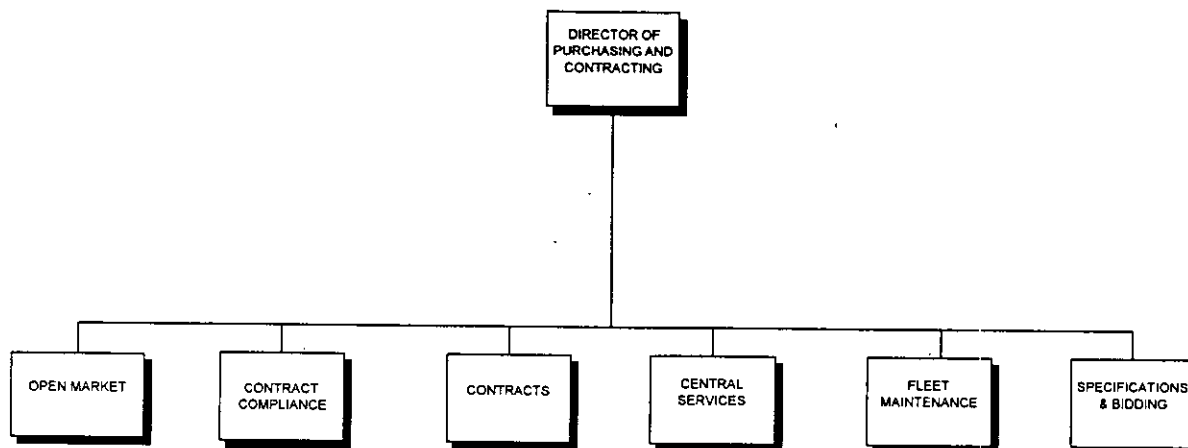 DIRECTOR OF
PURCHASING AND
CONTRACTING
OPEN MARKET
CONTRACT
COMPLIANCE
CONTRACTS
CENTRAL
SERVICES
FLEET
MAINTENANCE
SPECIFICATIONS
& BIDDING